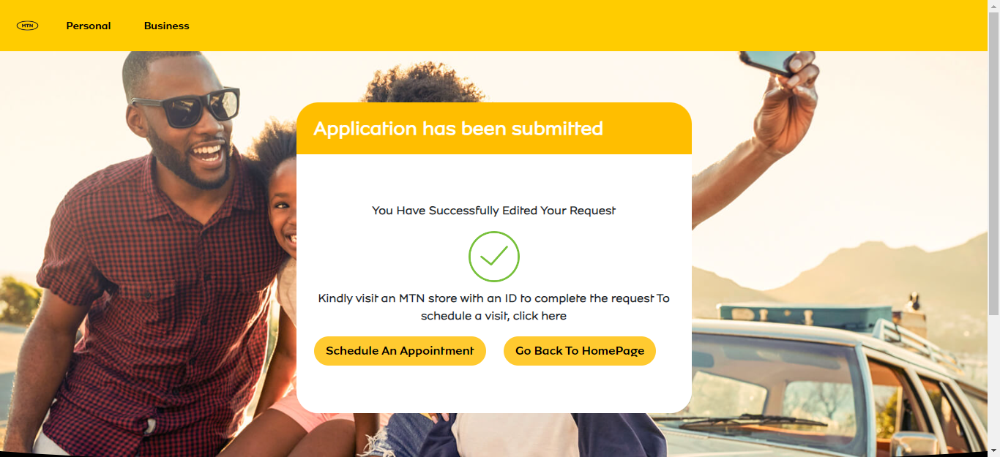 MTN
Personal
Business
Application has been submitted
You Have Successfully Edited Your Request
Kindly visit an MTN store with an ID to complete the request To
schedule a visit, click here
Schedule An Appointment
Go Back To HomePage